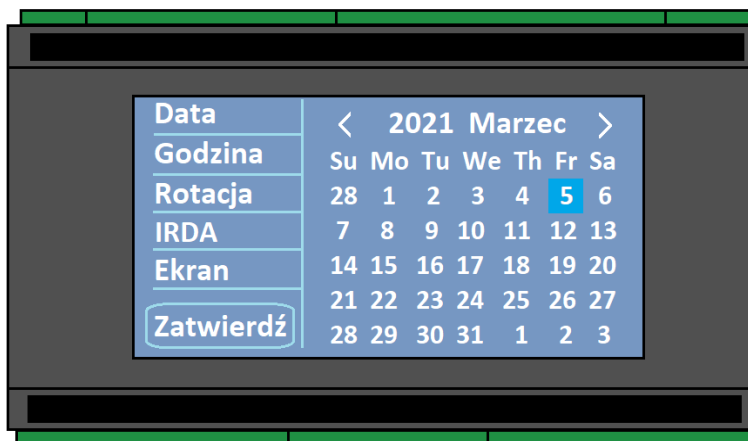 Data
Godzina
Rotacja
IRDA
Ekran
Zatwierdź
< 2021 Marzec >
Su Mo Tu We Th Fr Sa
28 1 2 3 4 5 6
7 8 9 10 11 12 13
14 15 16 17 18 19 20
21 22 23 24 25 26 27
28 29 30 31 1 2 3